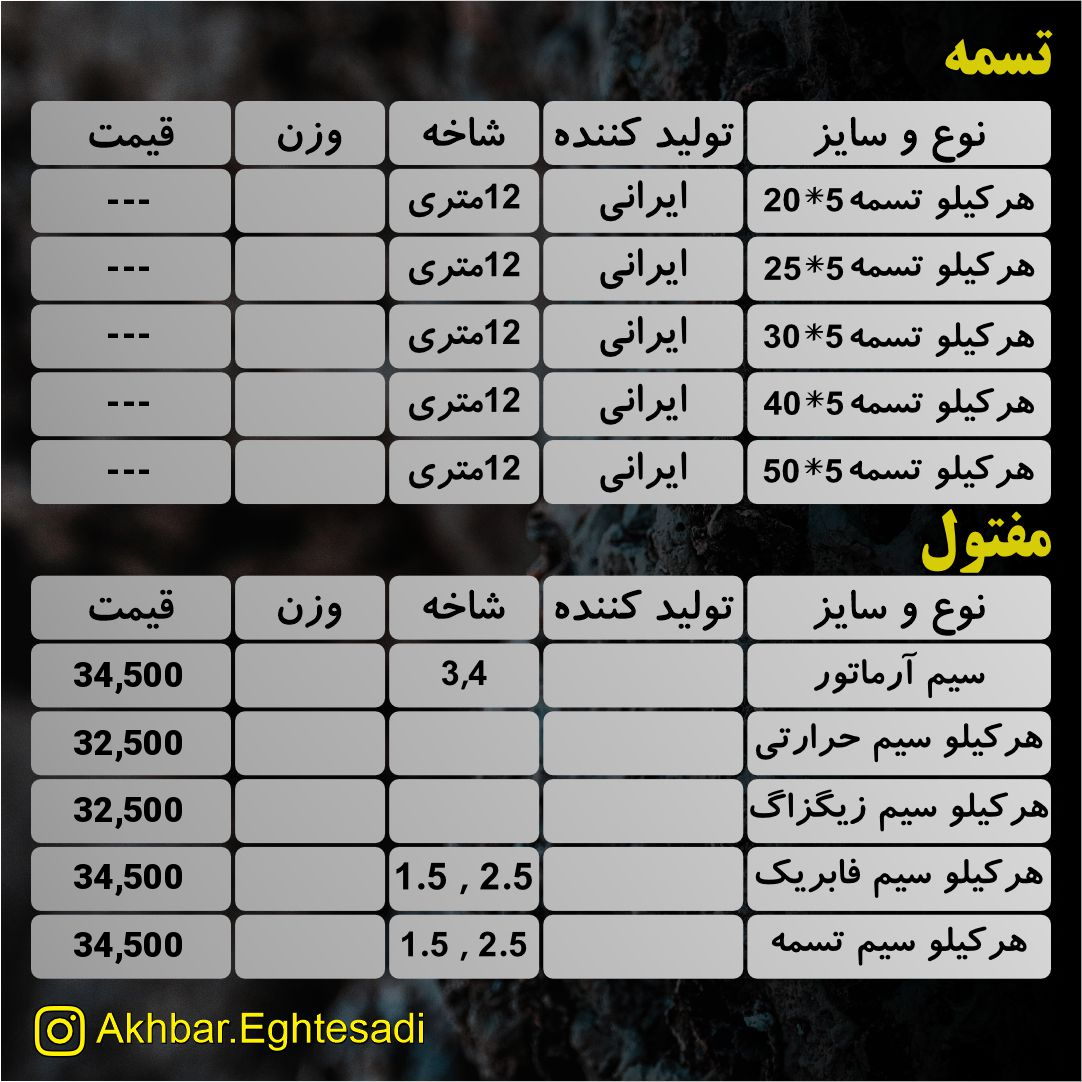 تسمه
نوع و سایز تولید کننده شاخه وزن قیمت
هرکیلو تسمه 5*20 ایرانی 12متری ---
هرکیلو تسمه 5*25 ایرانی 12متری ---
هرکیلو تسمه 5*30 ایرانی 12متری ---
هرکیلو تسمه 5*40 ایرانی 12متری ---
هرکیلو تسمه 5*50 ایرانی 12متری ---
مفتول
نوع و سایز تولید کننده شاخه وزن قیمت
سیم آرماتور 3,4 34,500
هرکیلو سیم حرارتی 32,500
هرکیلو سیم زیگزاگ 32,500
هرکیلو سیم فابریک 1.5 , 2.5 34,500
هرکیلو سیم تسمه 1.5 , 2.5 34,500
Akhbar.Eghtesadi